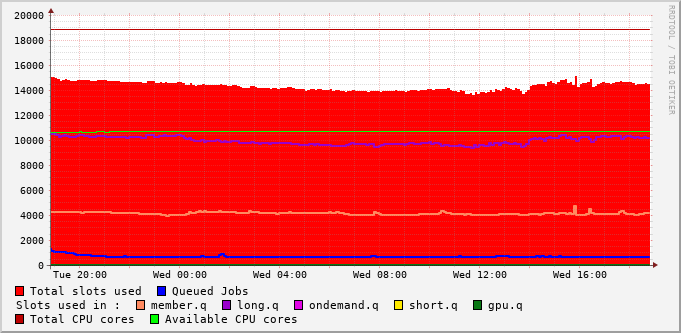 RRDTOOL / TOBI OETIKER
20000
18000
16000
14000
12000
10000
8000
6000
4000
2000
0
Tue 20:00 Wed 00:00 Wed 04:00 Wed 08:00 Wed 12:00 Wed 16:00
Total slots used Queued Jobs
Slots used in : member.q long.q ondemand.q short.q gpu.q
Total CPU cores Available CPU cores